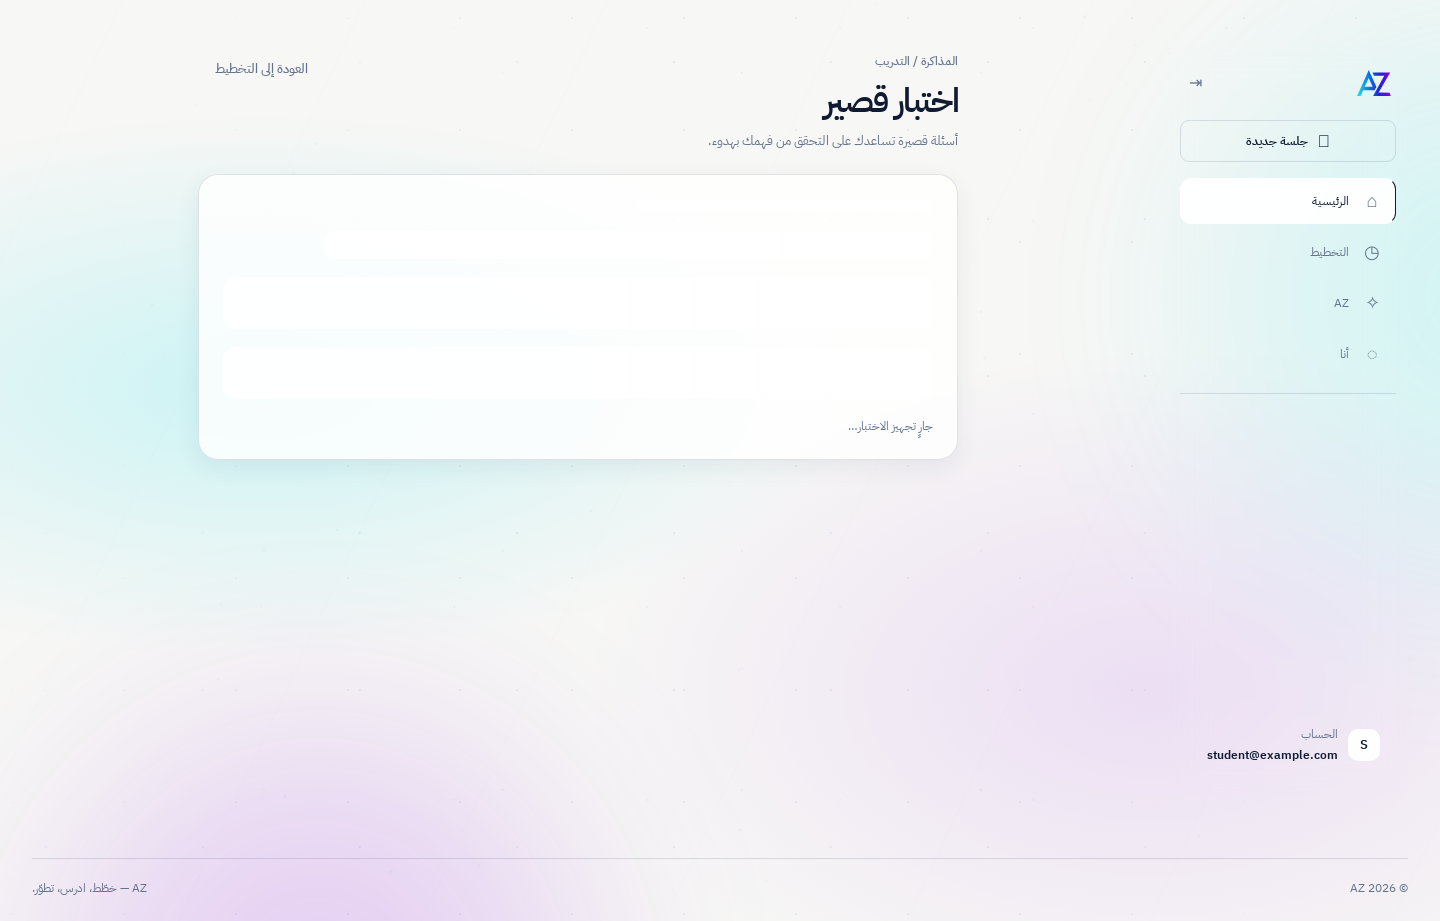 AZ
جلسة جديدة
الرئيسية
التخطيط
AZ
أنا
المذاكرة / التدريب
العودة إلى التخطيط
اختبار قصير
أسئلة قصيرة تساعدك على التحقق من فهمك بهدوء.
جارٍ تجهيز الاختبار...
S
الحساب
student@example.com
© 2026 AZ
AZ — خطّط، ادرس، تطوّر.